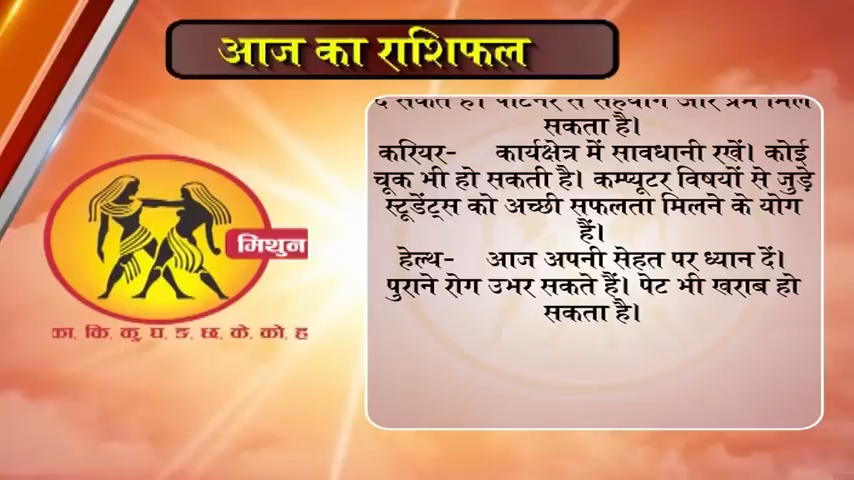 आज का राशिफल
मिथुन
का, कि, कु, घ, ङ, छ, के, को, ह
सकता है।
करियर- कार्यक्षेत्र में सावधानी रखें। कोई
चूक भी हो सकती है। कम्प्यूटर विषयों से जुड़े
स्टूडेंट्स को अच्छी सफलता मिलने के योग
हैं।
हेल्थ- आज अपनी सेहत पर ध्यान दें।
पुराने रोग उभर सकते हैं। पेट भी खराब हो
सकता है।